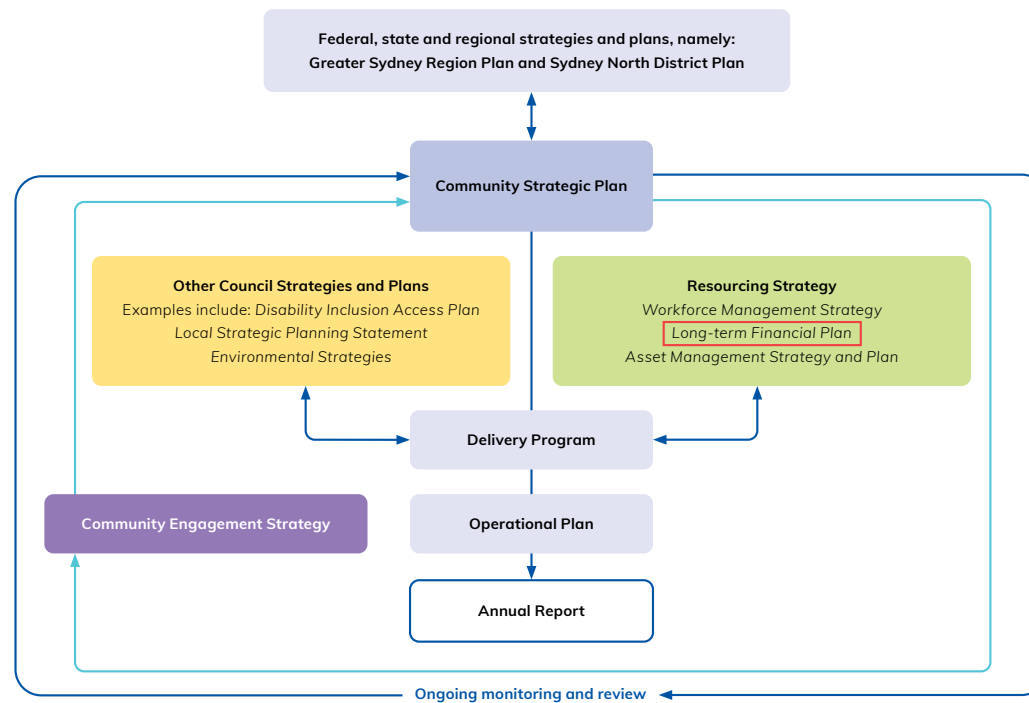 Federal, state and regional strategies and plans, namely:
Greater Sydney Region Plan and Sydney North District Plan
Community Strategic Plan
Other Council Strategies and Plans
Examples include: Disability Inclusion Access Plan
Local Strategic Planning Statement
Environmental Strategies
Resourcing Strategy
Workforce Management Strategy
Long-term Financial Plan
Asset Management Strategy and Plan
Delivery Program
Community Engagement Strategy
Operational Plan
Annual Report
Ongoing monitoring and review